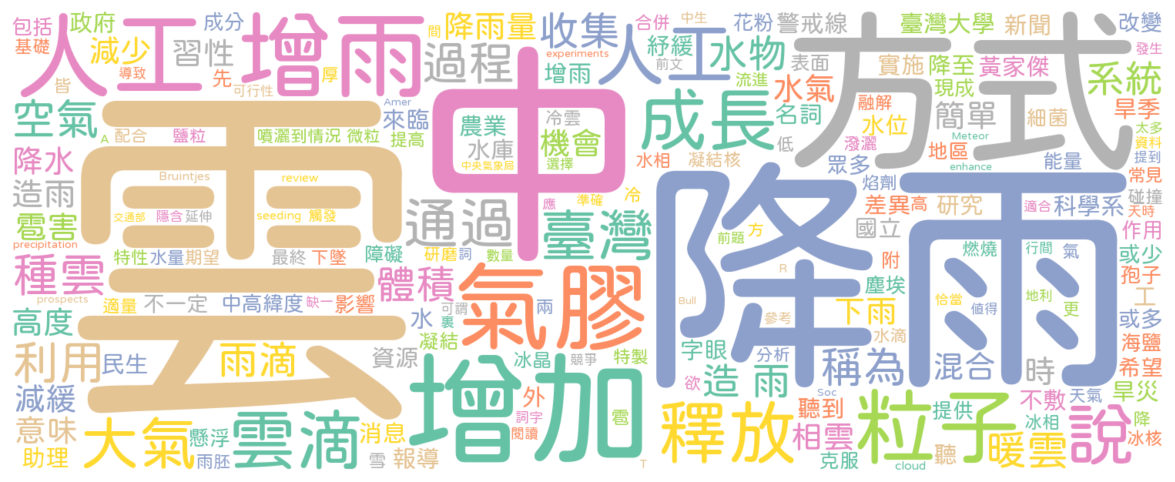 包括 政府 成分 降雨量 收集 合併 中生 花粉 警戒線 臺灣大學 新聞 改變
人工 增雨 習性 過程 人工 水物 方式 發生
基礎 減少 導致 先 厚 闊 experiments 前文 紓緩 表面 實施 降至 黃家傑 系統
皆 可行性 增雨 流進 水氣 現成
空氣 A 配合 鹽粒 噴灑到情況 微粒 Amer 來臨 提高 中 農業 冷雲 機會 成長 名詞 融解 水位 簡單 細菌 旱季
降水 雲 水庫 選擇 中央氣象局 水相 凝結核 低 潑灑 Meteor 地區 能量 太多 資料 提到
造雨 Bruintjes review 眾多 enhance 常見
雹害 交通部 隱含 延伸 seeding 觸發 通過 應 臺灣 準確 冷 降雨 焰劑 差異 高 研究 適合 科學系 碰撞 天時
precipitation 特性 水量 期望 最終 下墜 障礙 研磨 詞 數量 方 前題 國立 作用
種雲 燃燒 行間 氣 或少
prospects 適量 不一定 中高緯度 缺一 影響 體積 可謂 氣膠 兩 R 附 塵埃 孢子
高度 水 裏 Bull 下雨 恰當 地利 值得 更 工 或多
利用 民生 雨滴 凝結 資源 冰晶 競爭 特製 參考 水滴 海鹽
字眼 分析 稱為 混合 時 希望
減緩 增加 欲 造雨 Soc 不敷 天氣 旱災
意味 大氣 懸浮 雲滴 消息 外 詞字 雹 釋放 聽到 粒子 提供 冰相 說 降
助理 雨胚 雪 報導 閱讀 T 相雲 克服 cloud 聽 暖雲 冰核